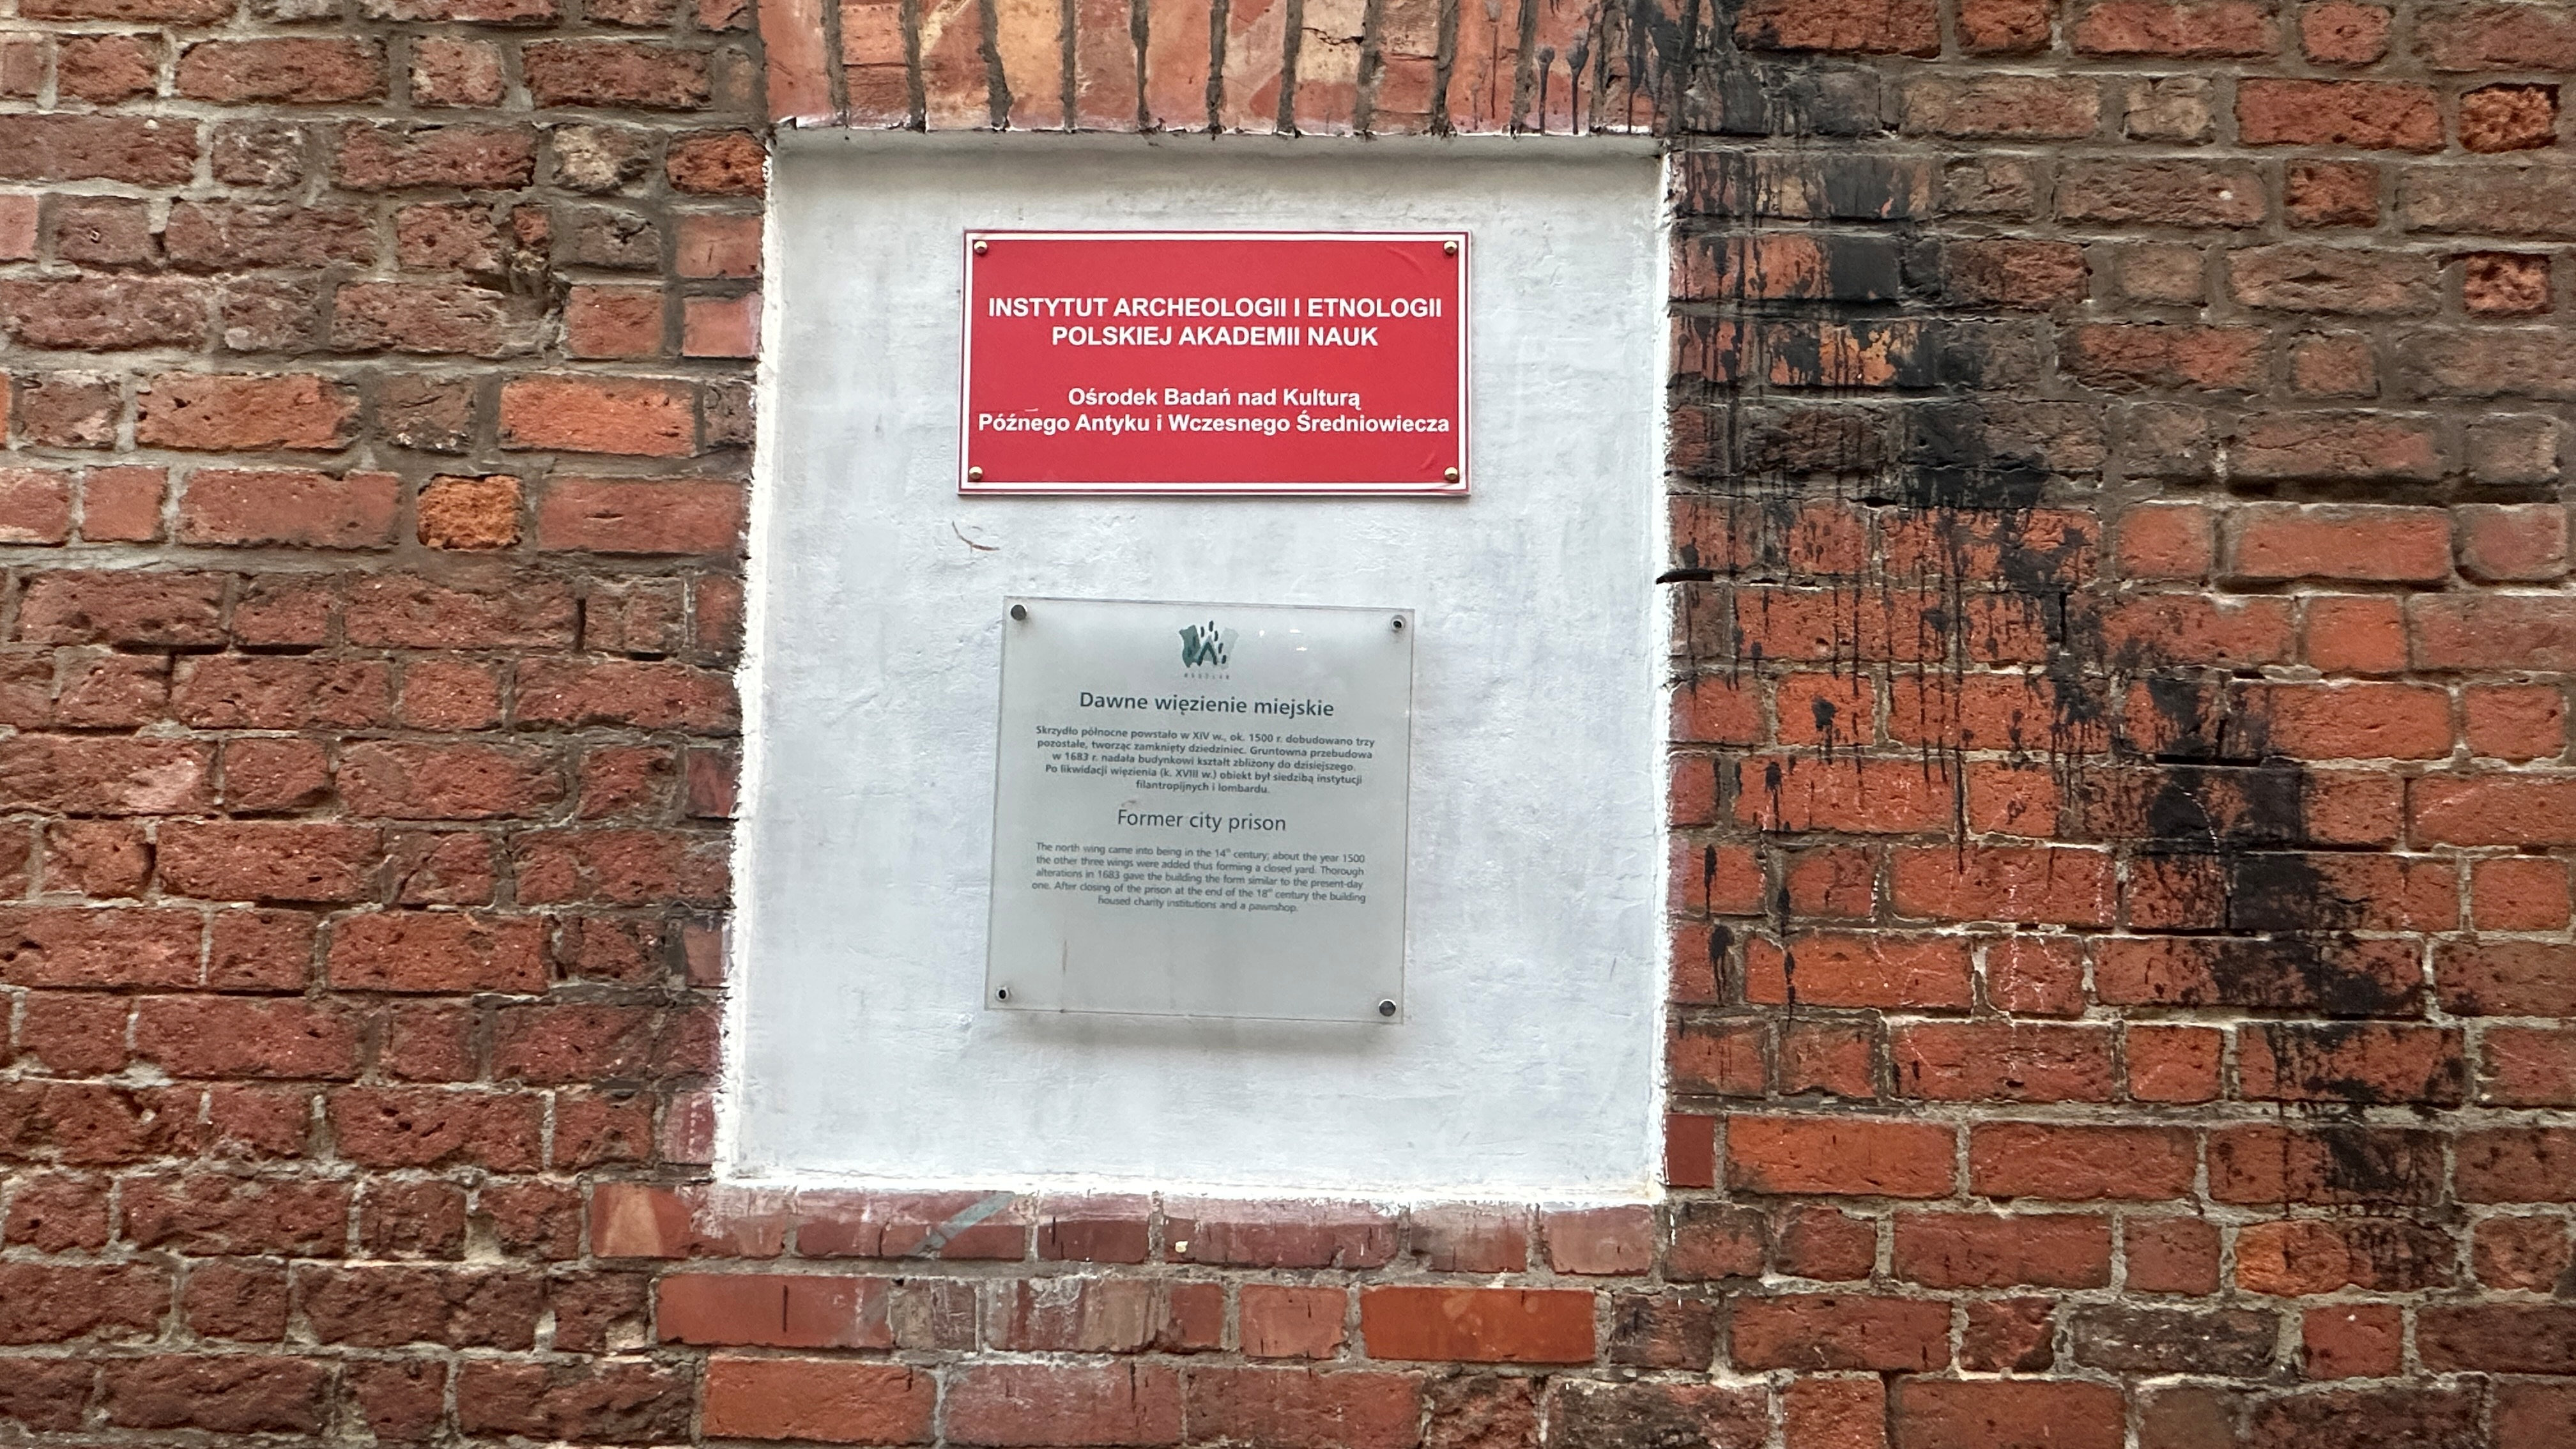 INSTYTUT ARCHEOLOGII I ETNOLOGII
POLSKIEJ AKADEMII NAUK
Ośrodek Badań nad Kulturą
Późnego Antyku i Wczesnego Średniowiecza
Dawne więzienie miejskie
Skrzydło północne powstało w XIV w., ok. 1500 r. dobudowano trzy
pozostałe, tworząc zamknięty dziedziniec. Gruntowna przebudowa
w 1683 r. nadała budynkowi kształt zbliżony do dzisiejszego.
Po likwidacji więzienia (k. XVIII w.) obiekt był siedzibą instytucji
filantropijnych i lombardu.
Former city prison
The north wing came into being in the 14th century; about the year 1500
the other three wings were added thus forming a closed yard. Thorough
alterations in 1683 gave the building the form similar to the present-day
one. After closing of the prison at the end of the 18th century the building
housed charity institutions and a pawnshop.